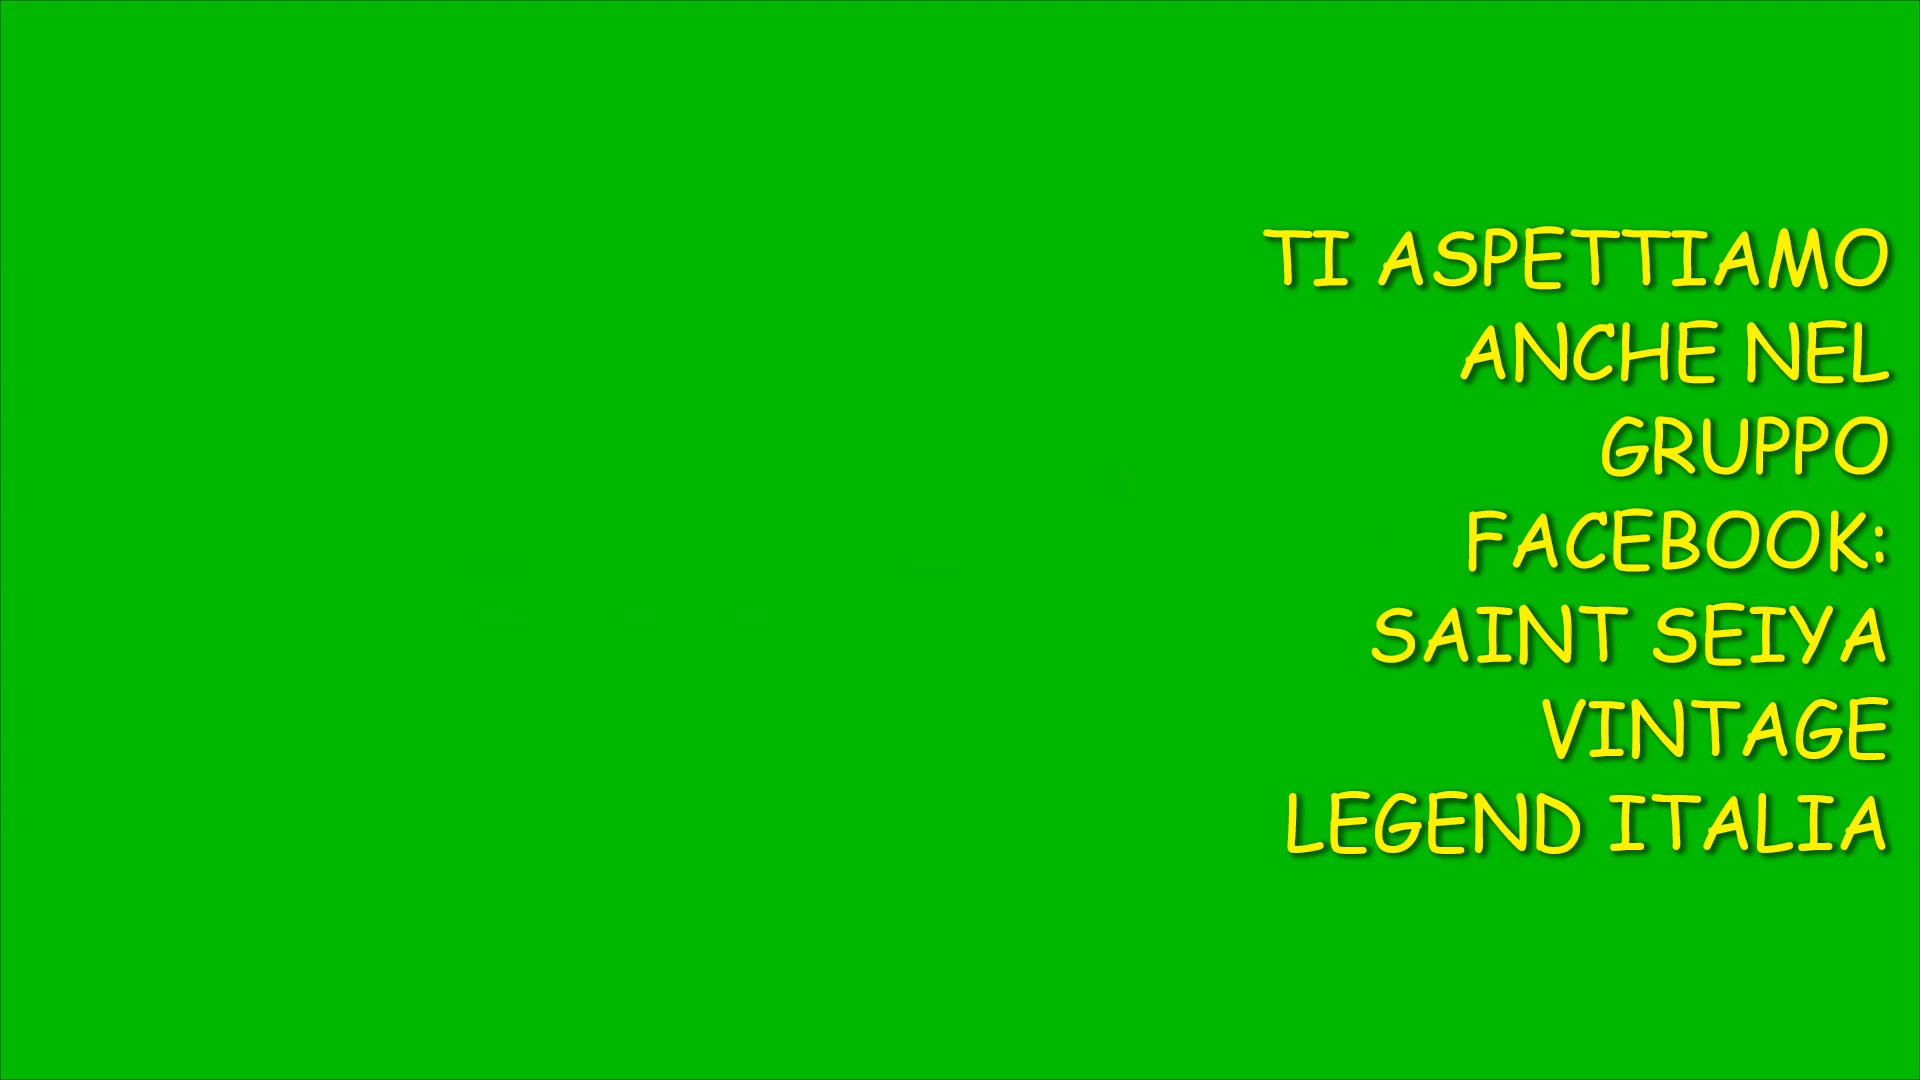 TI ASPETTIAMO
ANCHE NEL
GRUPPO
FACEBOOK:
SAINT SEIYA
VINTAGE
LEGEND ITALIA